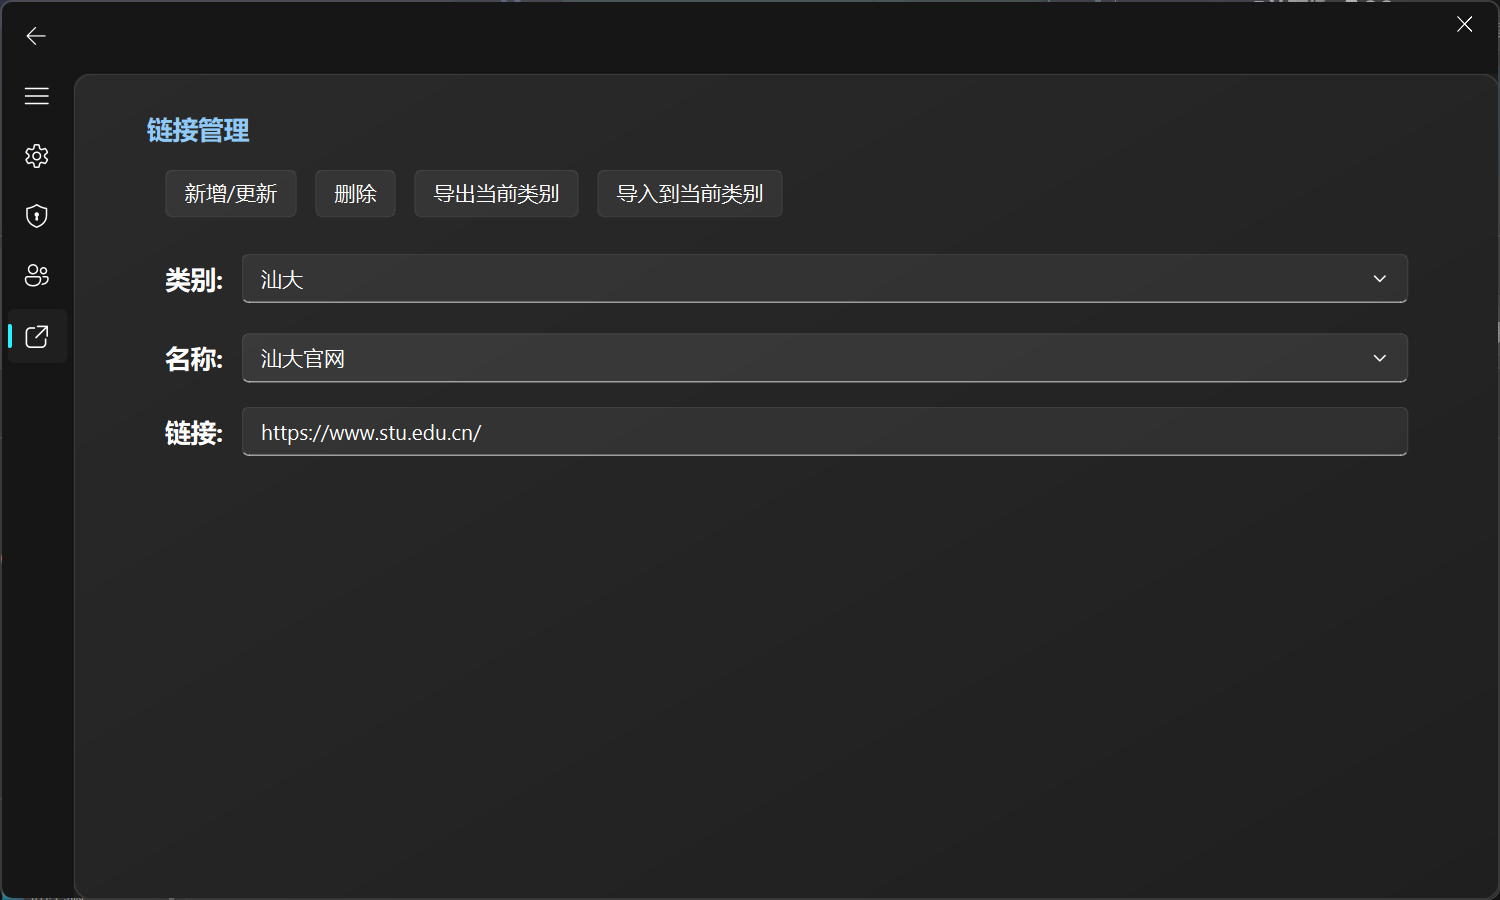 链接管理
新增/更新 删除 导出当前类别 导入到当前类别
类别: 汕大
名称: 汕大官网
链接: https://www.stu.edu.cn/